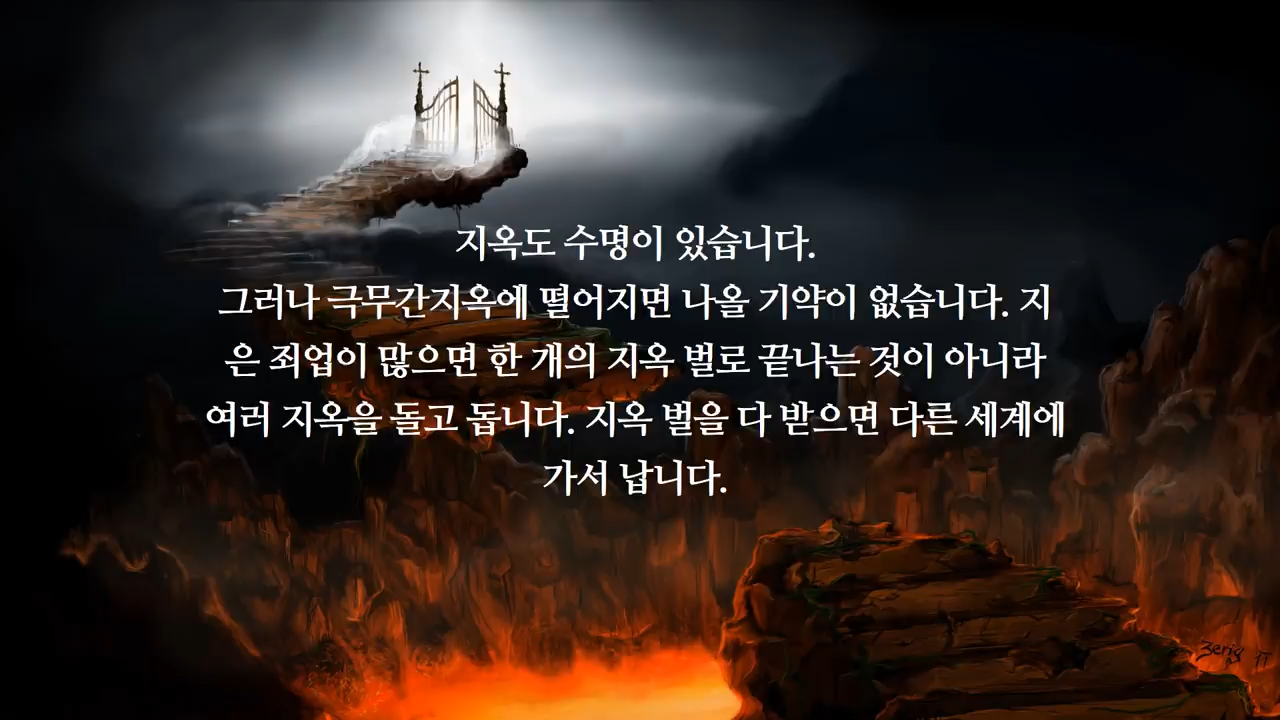 지옥도 수명이 있습니다.
그러나 극무간지옥에 떨어지면 나올 기약이 없습니다. 지
은 죄업이 많으면 한 개의 지옥 벌로 끝나는 것이 아니라
여러 지옥을 돌고 돕니다. 지옥 벌을 다 받으면 다른 세계에
가서 납니다.